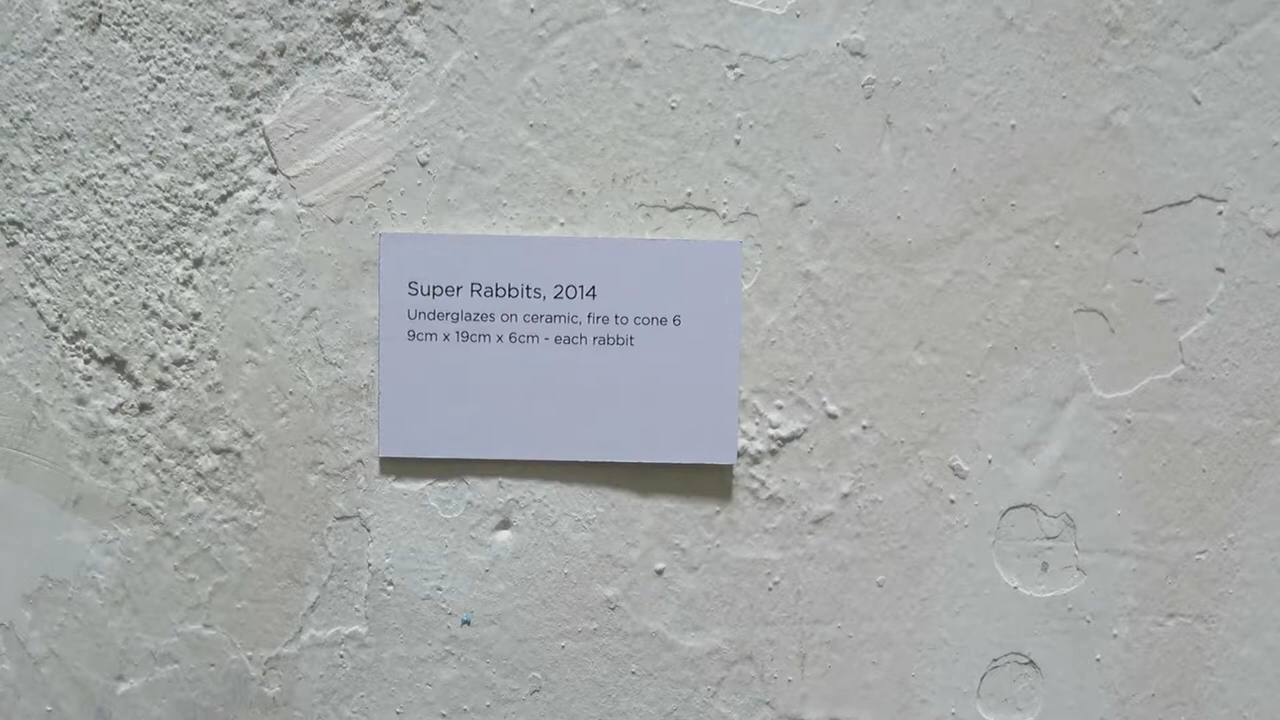 Super Rabbits, 2014
Underglazes on ceramic, fire to cone 6
9cm x 19cm x 6cm - each rabbit